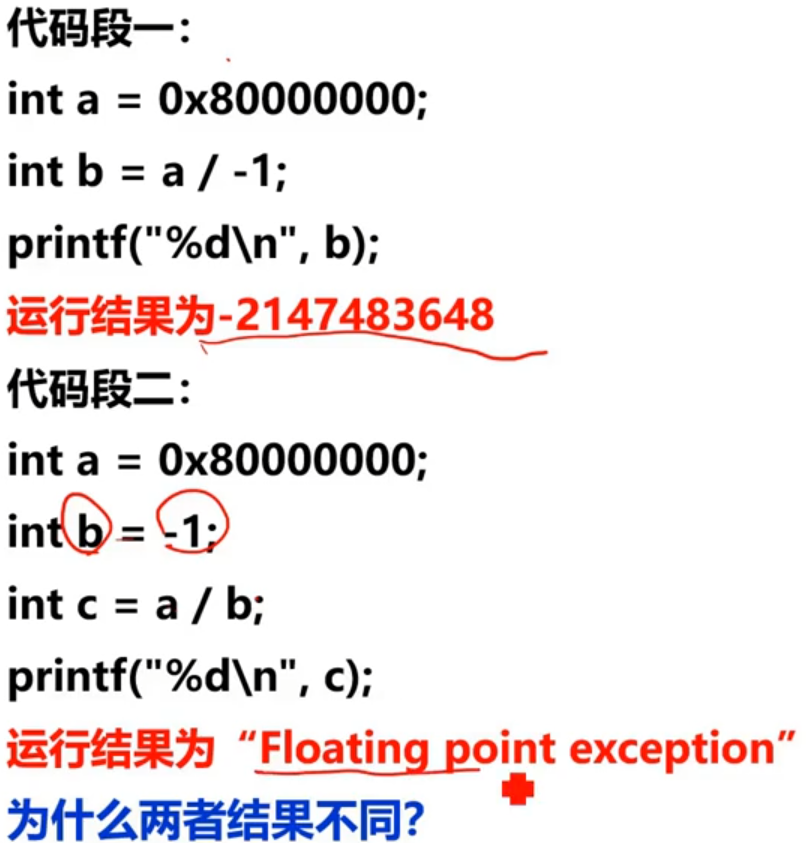 代码段一：
int a = 0x80000000;
int b = a / -1;
printf("%d\n", b);
运行结果为-2147483648
代码段二：
int a = 0x80000000;
int b = -1;
int c = a / b;
printf("%d\n", c);
运行结果为“Floating point exception”
为什么两者结果不同？